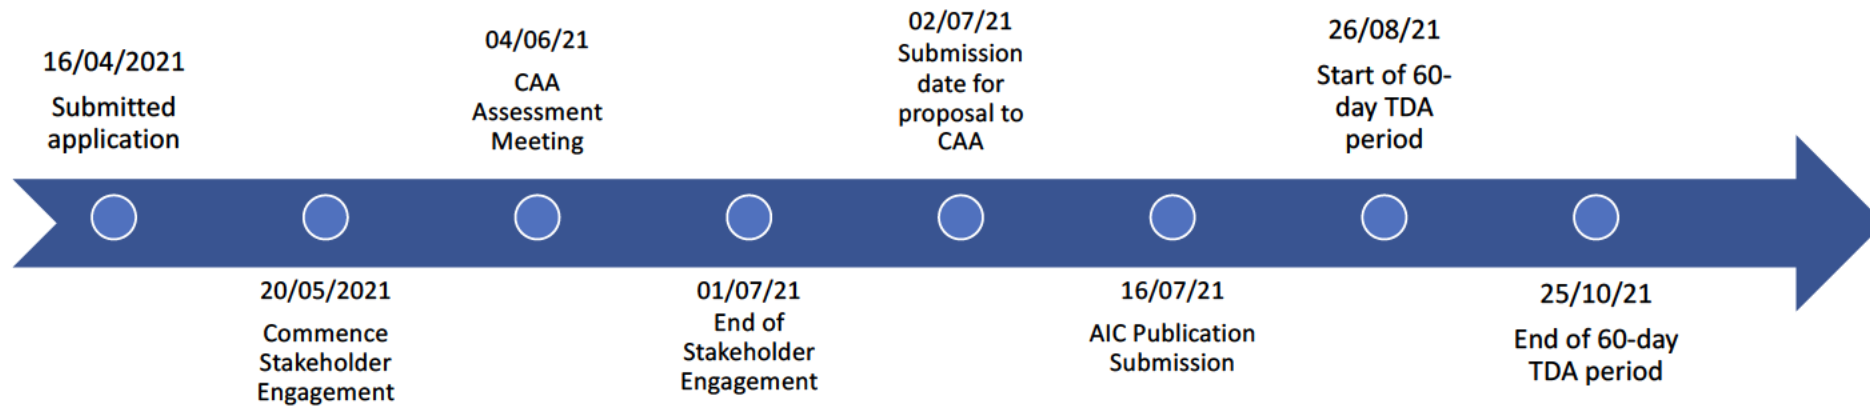 16/04/2021
Submitted
application
20/05/2021
Commence
Stakeholder
Engagement
04/06/21
CAA
Assessment
Meeting
01/07/21
End of
Stakeholder
Engagement
02/07/21
Submission
date for
proposal to
CAA
16/07/21
AIC Publication
Submission
26/08/21
Start of 60-
day TDA
period
25/10/21
End of 60-day
TDA period